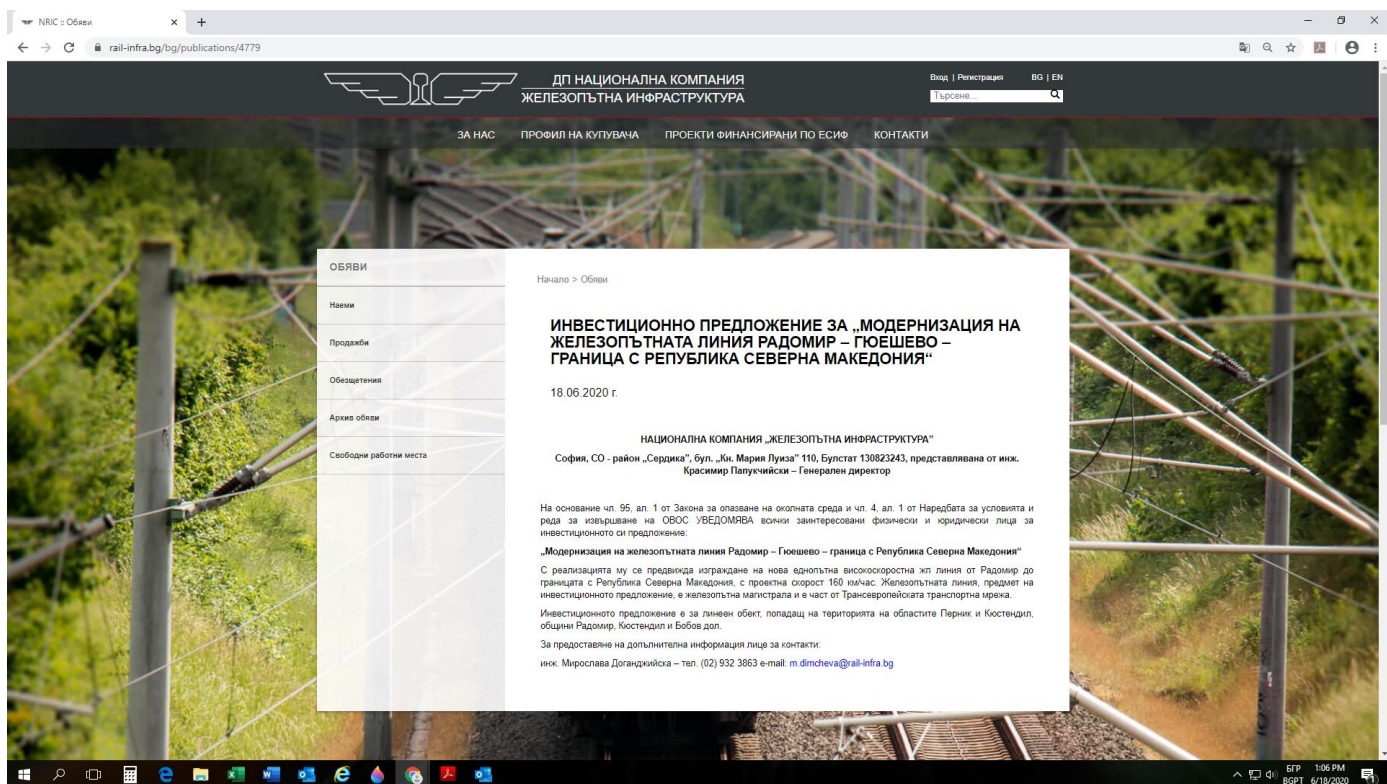 NRIC :: Обяви
rail-infra.bg/bg/publications/4779
ДП НАЦИОНАЛНА КОМПАНИЯ
ЖЕЛЕЗОПЪТНА ИНФРАСТРУКТУРА
Вход | Регистрация BG | EN
Търсене...
ЗА НАС ПРОФИЛ НА КУПУВАЧА ПРОЕКТИ ФИНАНСИРАНИ ПО ЕСИФ КОНТАКТИ
ОБЯВИ
Наеми
Продажби
Обезщетения
Архив обяви
Свободни работни места
Начало > Обяви
ИНВЕСТИЦИОННО ПРЕДЛОЖЕНИЕ ЗА „МОДЕРНИЗАЦИЯ НА
ЖЕЛЕЗОПЪТНАТА ЛИНИЯ РАДОМИР – ГЮЕШЕВО –
ГРАНИЦА С РЕПУБЛИКА СЕВЕРНА МАКЕДОНИЯ“
18.06.2020 г.
НАЦИОНАЛНА КОМПАНИЯ „ЖЕЛЕЗОПЪТНА ИНФРАСТРУКТУРА”
София, СО - район „Сердика”, бул. „Кн. Мария Луиза” 110, Булстат 130823243, представлявана от инж.
Красимир Папукчийски – Генерален директор
На основание чл. 95, ал. 1 от Закона за опазване на околната среда и чл. 4, ал. 1 от Наредбата за условията и
реда за извършване на ОВОС УВЕДОМЯВА всички заинтересовани физически и юридически лица за
инвестиционното си предложение:
„Модернизация на железопътната линия Радомир – Гюешево – граница с Република Северна Македония“
С реализацията му се предвижда изграждане на нова еднопътна високоскоростна жп линия от Радомир до
границата с Република Северна Македония, с проектна скорост 160 км/час. Железопътната линия, предмет на
инвестиционното предложение, е железопътна магистрала и е част от Трансевропейската транспортна мрежа.
Инвестиционното предложение е за линеен обект, попадащ на територията на областите Перник и Кюстендил,
общини Радомир, Кюстендил и Бобов дол.
За предоставяне на допълнителна информация лице за контакти:
инж. Мирослава Доганджийска – тел. (02) 932 3863 e-mail: m.dimcheva@rail-infra.bg
БГР 1:06 PM
BGPT 6/18/2020